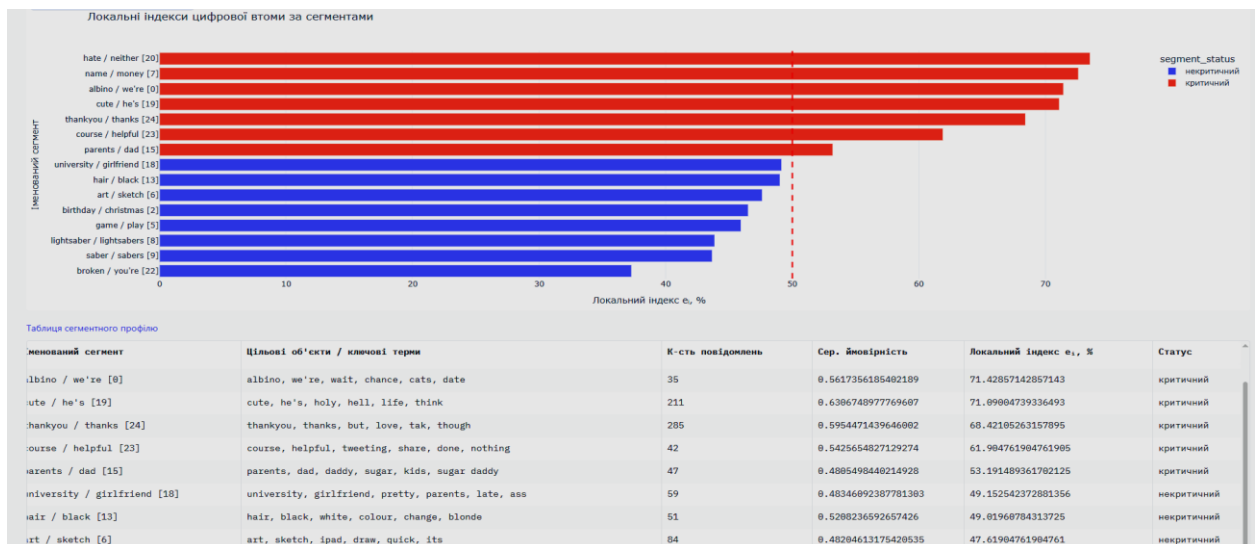 Локальні індекси цифрової втоми за сегментами
Іменований сегмент
hate / neither [20]
name / money [7]
albino / we're [0]
cute / he's [19]
thankyou / thanks [24]
course / helpful [23]
parents / dad [15]
university / girlfriend [18]
hair / black [13]
art / sketch [6]
birthday / christmas [2]
game / play [5]
lightsaber / lightsabers [8]
saber / sabers [9]
broken / you're [22]
0 10 20 30 40 50 60 70
Локальний індекс eᵢ, %
segment_status
некритичний
критичний
Таблиця сегментного профілю
Іменований сегмент Цільові об'єкти / ключові терми К-сть повідомлень Сер. ймовірність Локальний індекс eᵢ, % Статус
albino / we're [0] albino, we're, wait, chance, cats, date 35 0.5617356185402189 71.42857142857143 критичний
cute / he's [19] cute, he's, holy, hell, life, think 211 0.6306748977769607 71.09004739336493 критичний
thankyou / thanks [24] thankyou, thanks, but, love, tak, though 285 0.5954471439646002 68.42105263157895 критичний
course / helpful [23] course, helpful, tweeting, share, done, nothing 42 0.5425654827129274 61.904761904761905 критичний
parents / dad [15] parents, dad, daddy, sugar, kids, sugar daddy 47 0.4805498440214928 53.191489361702125 критичний
university / girlfriend [18] university, girlfriend, pretty, parents, late, ass 59 0.48346092387781303 49.152542372881356 некритичний
hair / black [13] hair, black, white, colour, change, blonde 51 0.5208236592657426 49.01960784313725 некритичний
art / sketch [6] art, sketch, ipad, draw, quick, its 84 0.48204613175420535 47.61904761904761 некритичний